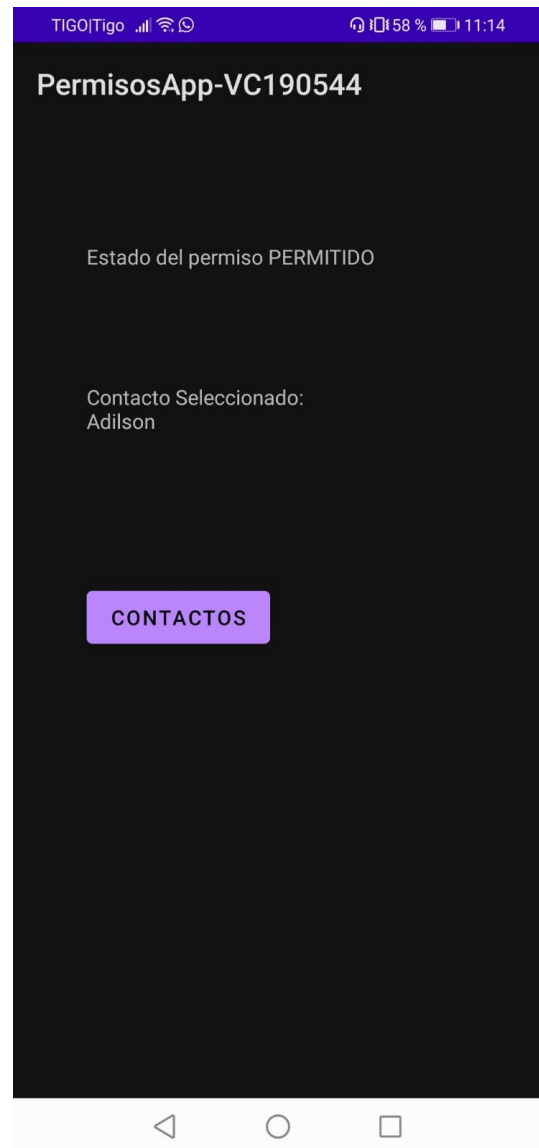 TIGO|Tigo 58 % 11:14
PermisosApp-VC190544
Estado del permiso PERMITIDO
Contacto Seleccionado:
Adilson
CONTACTOS